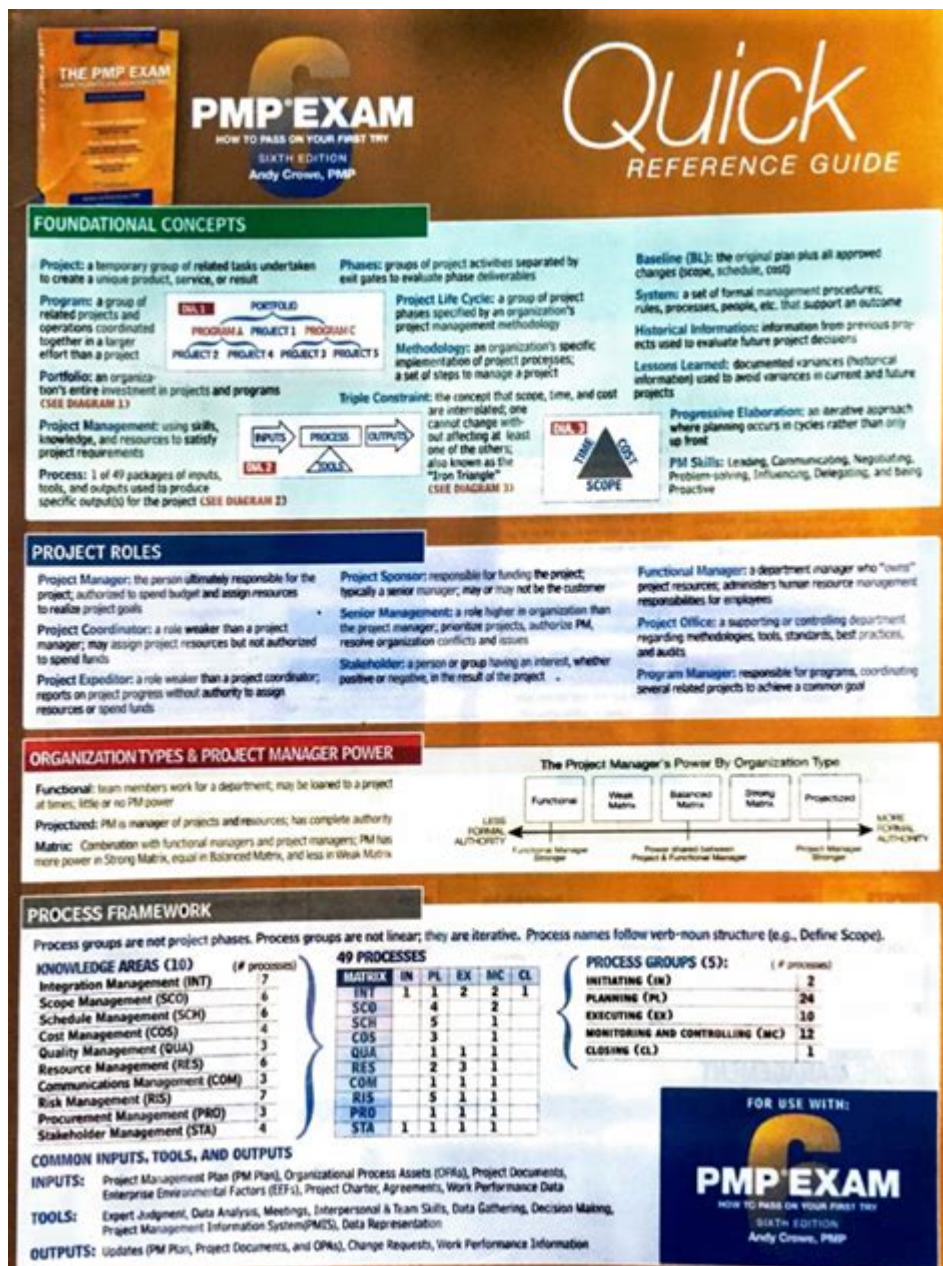 THE PMP EXAM
PMP® EXAM
HOW TO PASS ON YOUR FIRST TRY
SIXTH EDITION
Andy Crowe, PMP
Quick
REFERENCE GUIDE
FOUNDATIONAL CONCEPTS
Project: a temporary group of related tasks undertaken
to create a unique product, service, or result
Program: a group of
related projects and
operations coordinated
together in a larger
effort than a project
Portfolio: an organiza-
tion's entire investment in projects and programs
(SEE DIAGRAM 1)
Project Management: using skills,
knowledge, and resources to satisfy
project requirements
Process: 1 of 49 packages of inputs,
tools, and outputs used to produce
specific output(s) for the project (SEE DIAGRAM 2)
DIA. 1
PORTFOLIO
PROGRAM A PROJECT 1 PROGRAM C
PROJECT 2 PROJECT 4 PROJECT 3 PROJECT 5
DIA. 2
INPUTS PROCESS OUTPUTS
TOOLS
Phases: groups of project activities separated by
exit gates to evaluate phase deliverables
Project Life Cycle: a group of project
phases specified by an organization's
project management methodology
Methodology: an organization's specific
implementation of project processes;
a set of steps to manage a project
Triple Constraint: the concept that scope, time, and cost
are interrelated; one
cannot change with-
out affecting at least
one of the others;
also known as the
"Iron Triangle"
(SEE DIAGRAM 3)
DIA. 3
TIME COST
SCOPE
Baseline (BL): the original plan plus all approved
changes (scope, schedule, cost)
System: a set of formal management procedures;
rules, processes, people, etc. that support an outcome
Historical Information: information from previous proj-
ects used to evaluate future project decisions
Lessons Learned: documented variances (historical
information) used to avoid variances in current and future
projects
Progressive Elaboration: an iterative approach
where planning occurs in cycles rather than only
up front
PM Skills: Leading, Communicating, Negotiating,
Problem-solving, Influencing, Delegating, and being
Proactive
PROJECT ROLES
Project Manager: the person ultimately responsible for the
project; authorized to spend budget and assign resources
to realize project goals
Project Coordinator: a role weaker than a project
manager; may assign project resources but not authorized
to spend funds
Project Expeditor: a role weaker than a project coordinator;
reports on project progress without authority to assign
resources or spend funds
Project Sponsor: responsible for funding the project;
typically a senior manager; may or may not be the customer
Senior Management: a role higher in organization than
the project manager; prioritize projects, authorize PM,
resolve organization conflicts and issues
Stakeholder: a person or group having an interest, whether
positive or negative, in the result of the project
Functional Manager: a department manager who "owns"
project resources; administers human resource management
responsibilities for employees
Project Office: a supporting or controlling department
regarding methodologies, tools, standards, best practices,
and audits
Program Manager: responsible for programs, coordinating
several related projects to achieve a common goal
ORGANIZATION TYPES & PROJECT MANAGER POWER
Functional: team members work for a department; may be loaned to a project
at times; little or no PM power
Projectized: PM is manager of projects and resources; has complete authority
Matrix: Combination with functional managers and project managers; PM has
more power in Strong Matrix, equal in Balanced Matrix, and less in Weak Matrix
The Project Manager's Power By Organization Type
Functional Weak Matrix Balanced Matrix Strong Matrix Projectized
LESS FORMAL AUTHORITY
MORE FORMAL AUTHORITY
Functional Manager Stronger
Power shared between Project & Functional Manager
Project Manager Stronger
PROCESS FRAMEWORK
Process groups are not project phases. Process groups are not linear; they are iterative. Process names follow verb-noun structure (e.g., Define Scope).
KNOWLEDGE AREAS (10) (# processes)
Integration Management (INT) 7
Scope Management (SCO) 6
Schedule Management (SCH) 6
Cost Management (COS) 4
Quality Management (QUA) 3
Resource Management (RES) 6
Communications Management (COM) 3
Risk Management (RIS) 7
Procurement Management (PRO) 3
Stakeholder Management (STA) 4
49 PROCESSES
MATRIX IN PL EX MC CL
INT 1 1 2 2 1
SCO 4 2
SCH 5 1
COS 3 1
QUA 1 1 1
RES 2 3 1
COM 1 1 1
RIS 5 1 1
PRO 1 1 1
STA 1 1 1 1
PROCESS GROUPS (5): (# processes)
INITIATING (IN) 2
PLANNING (PL) 24
EXECUTING (EX) 10
MONITORING AND CONTROLLING (MC) 12
CLOSING (CL) 1
COMMON INPUTS, TOOLS, AND OUTPUTS
INPUTS: Project Management Plan (PM Plan), Organizational Process Assets (OPAs), Project Documents,
Enterprise Environmental Factors (EEFs), Project Charter, Agreements, Work Performance Data
TOOLS: Expert Judgment, Data Analysis, Meetings, Interpersonal & Team Skills, Data Gathering, Decision Making,
Project Management Information System(PMIS), Data Representation
OUTPUTS: Updates (PM Plan, Project Documents, and OPAs), Change Requests, Work Performance Information
FOR USE WITH:
PMP® EXAM
HOW TO PASS ON YOUR FIRST TRY
SIXTH EDITION
Andy Crowe, PMP